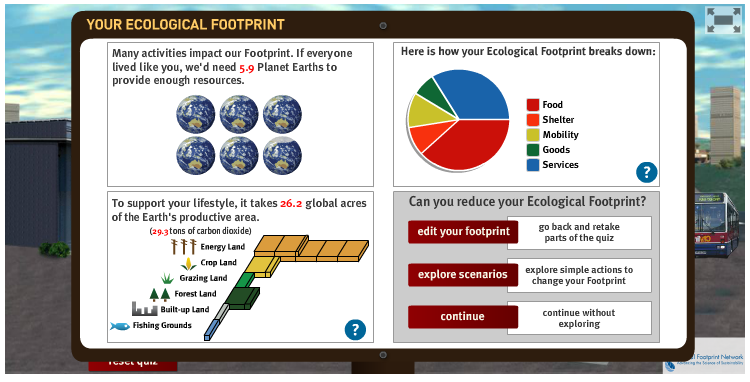 YOUR ECOLOGICAL FOOTPRINT
Many activities impact our Footprint. If everyone
lived like you, we'd need 5.9 Planet Earths to
provide enough resources.
Here is how your Ecological Footprint breaks down:
Food
Shelter
Mobility
Goods
Services
?
To support your lifestyle, it takes 26.2 global acres
of the Earth's productive area.
(29.3 tons of carbon dioxide)
Energy Land
Crop Land
Grazing Land
Forest Land
Built-up Land
Fishing Grounds
?
Can you reduce your Ecological Footprint?
edit your footprint
go back and retake
parts of the quiz
explore scenarios
explore simple actions to
change your Footprint
continue
continue without
exploring
reset quiz
Footprint Network